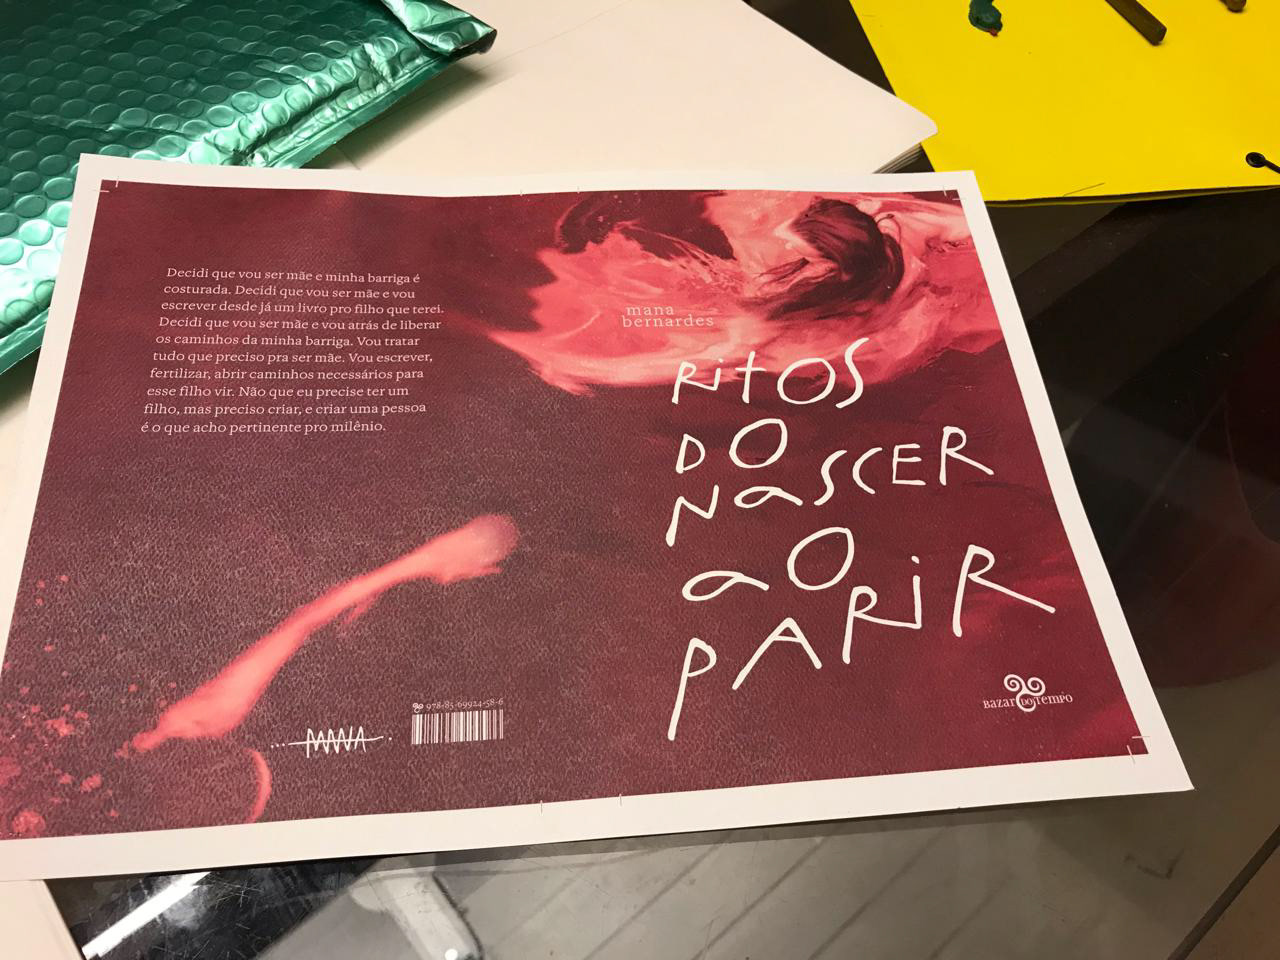 Decidi que vou ser mãe e minha barriga é
costurada. Decidi que vou ser mãe e vou
escrever desde já um livro pro filho que terei.
Decidi que vou ser mãe e vou atrás de liberar
os caminhos da minha barriga. Vou tratar
tudo que preciso pra ser mãe. Vou escrever,
fertilizar, abrir caminhos necessários para
esse filho vir. Não que eu precise ter um
filho, mas preciso criar, e criar uma pessoa
é o que acho pertinente pro milênio.
MANA
978-85-69924-58-6
mana
bernardes
RitOS
DO
NaSCER
aO
PARiR
BAZAR DO TEMPO